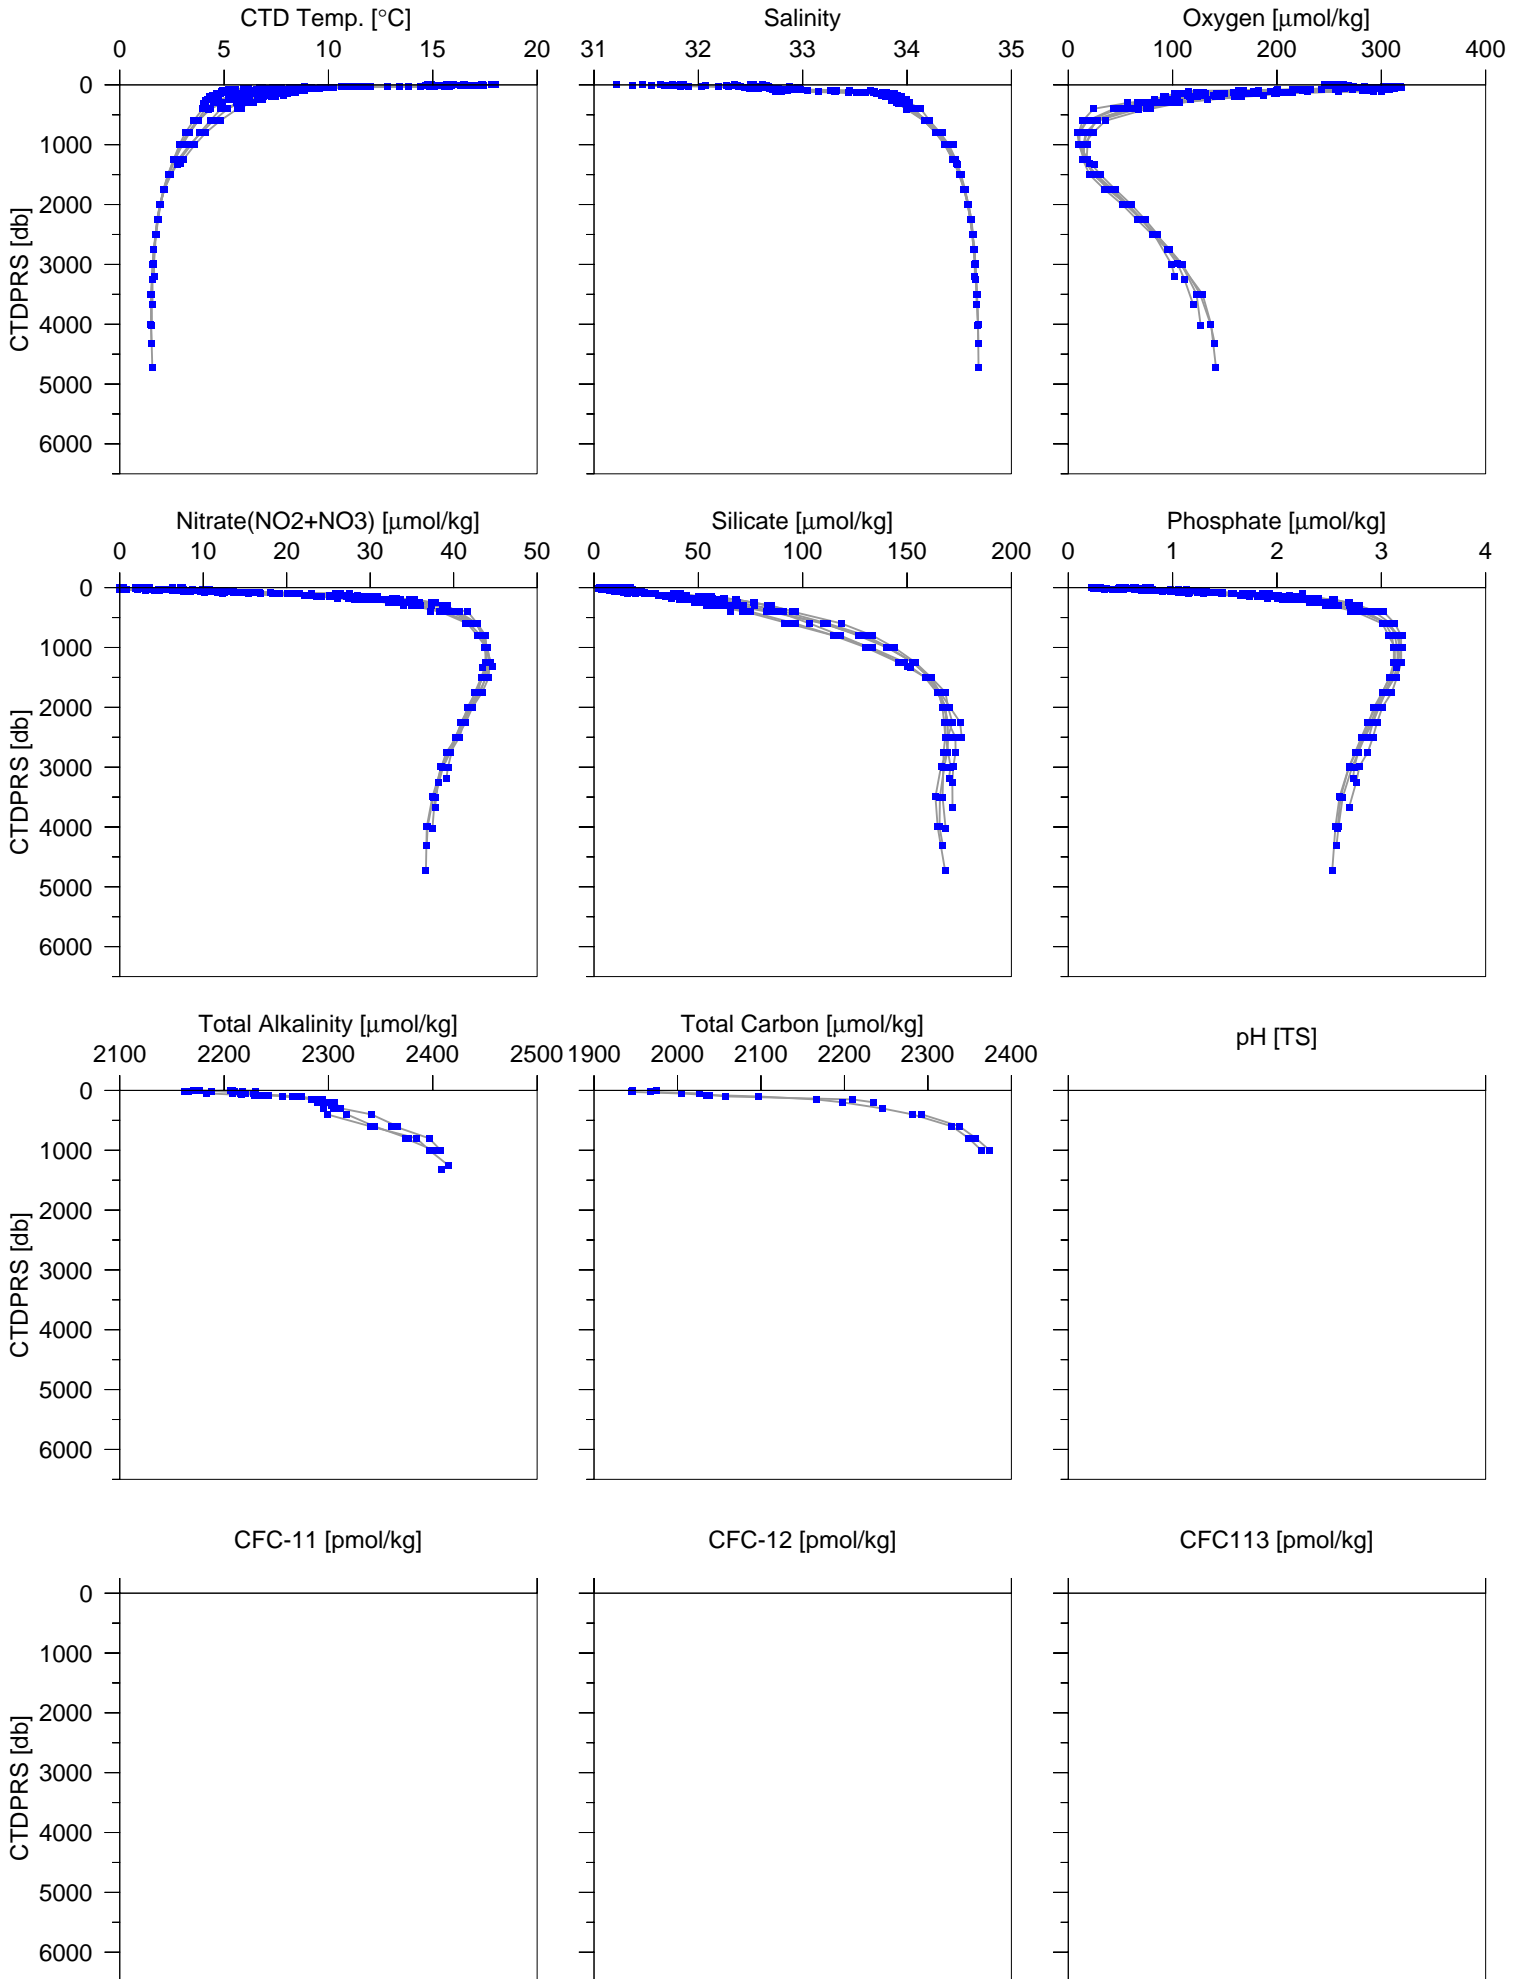 CTD Temp. [°C] Salinity Oxygen [μmol/kg]
0 5 10 15 20 31 32 33 34 35 0 100 200 300 400
0
1000
2000
3000
4000
5000
6000
CTDPRS [db]
Nitrate(NO2+NO3) [μmol/kg] Silicate [μmol/kg] Phosphate [μmol/kg]
0 10 20 30 40 50 0 50 100 150 200 0 1 2 3 4
0
1000
2000
3000
4000
5000
6000
CTDPRS [db]
Total Alkalinity [μmol/kg] Total Carbon [μmol/kg] pH [TS]
2100 2200 2300 2400 2500 1900 2000 2100 2200 2300 2400
0
1000
2000
3000
4000
5000
6000
CTDPRS [db]
CFC-11 [pmol/kg] CFC-12 [pmol/kg] CFC113 [pmol/kg]
0
1000
2000
3000
4000
5000
6000
CTDPRS [db]